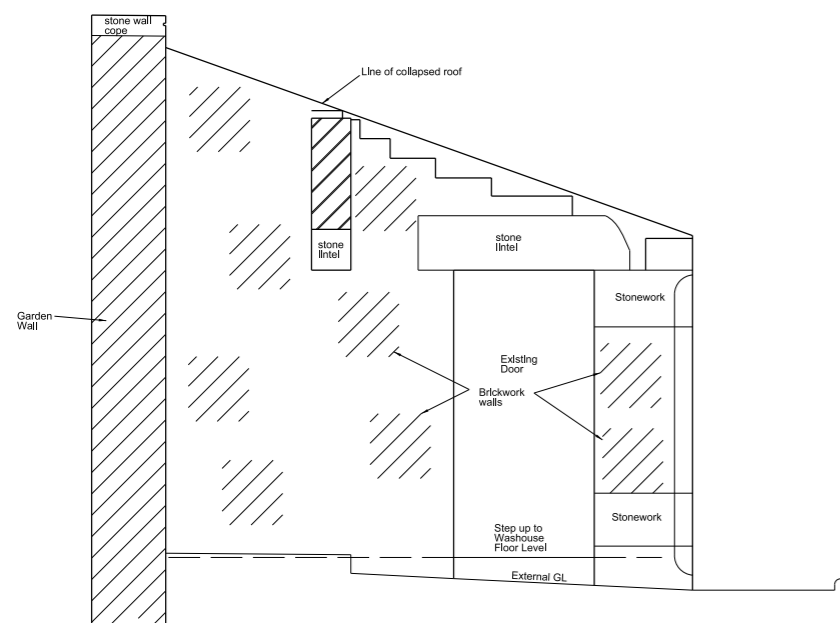 stone wall
cope
Line of collapsed roof
stone
lintel
stone
lintel
Stonework
Garden
Wall
Existing
Door
Brickwork
walls
Stonework
Step up to
Washouse
Floor Level
External GL